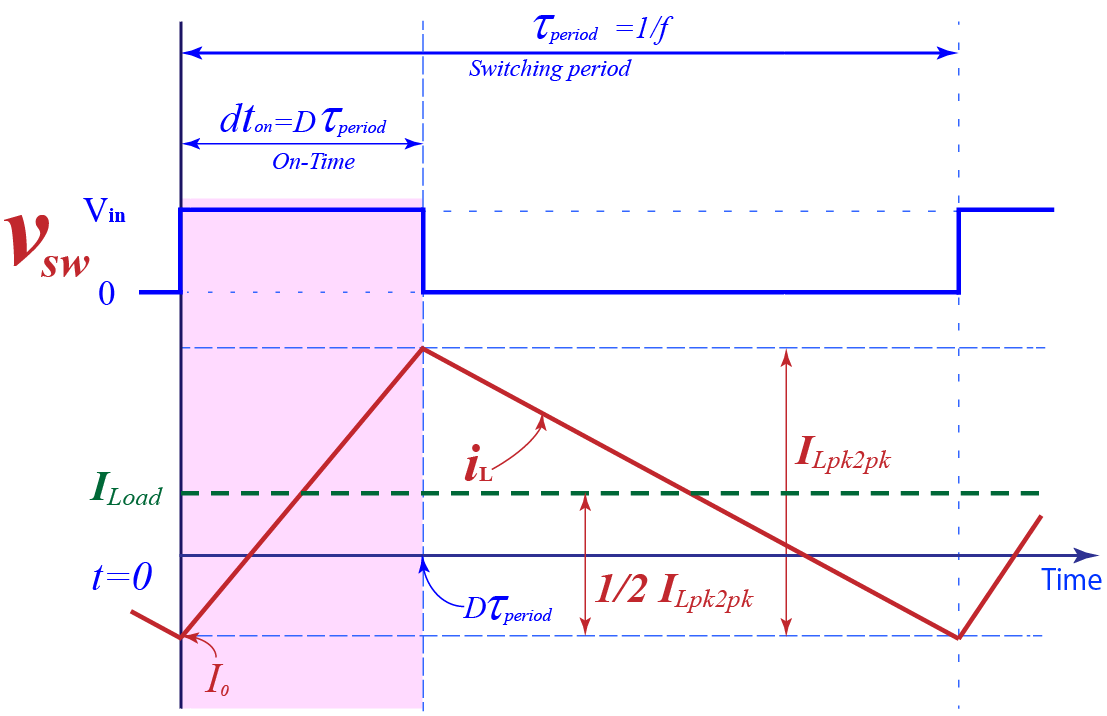 τperiod =1/f
Switching period
dton=Dτperiod
On-Time
Vin
vsw
0
ILpk2pk
iL
ILoad
t=0
Time
1/2 ILpk2pk
Dτperiod
I0